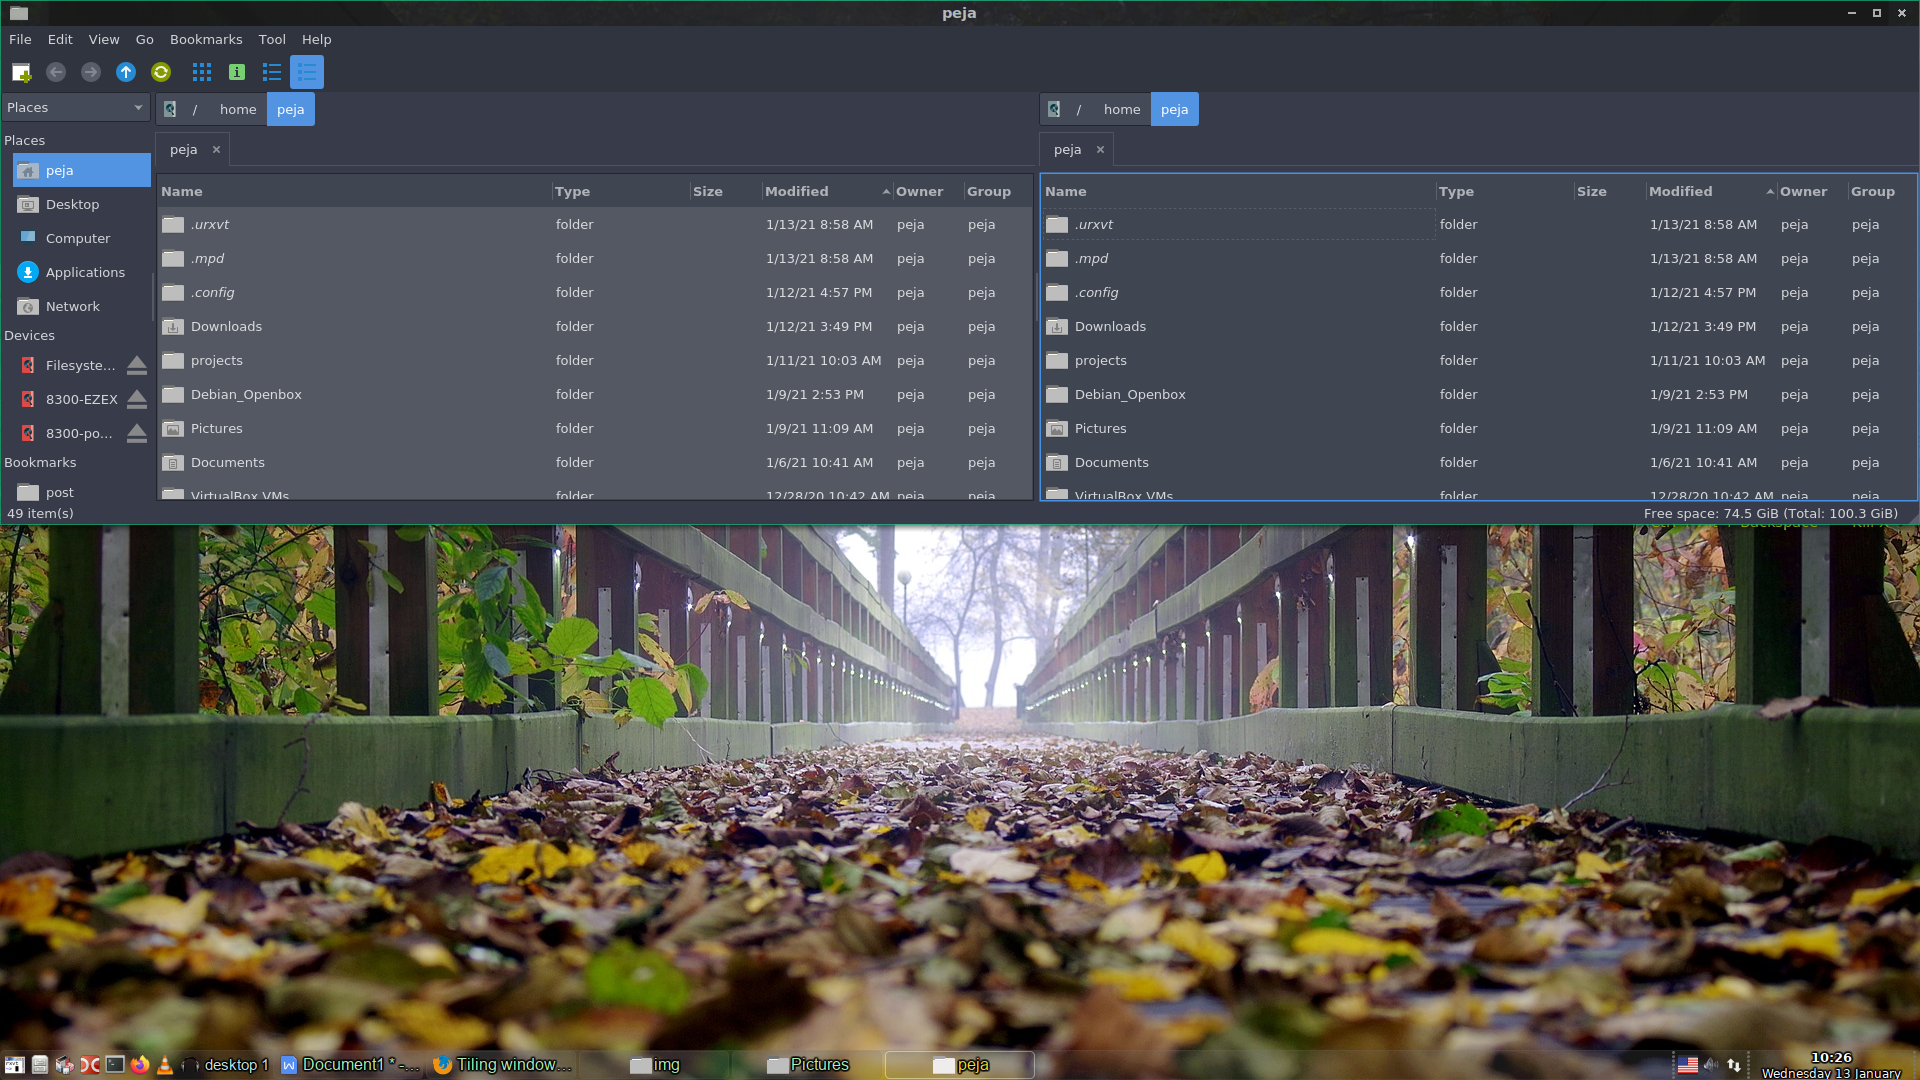 peja
File Edit View Go Bookmarks Tool Help
Places
/ home peja
/ home peja
Places
peja
Desktop
Computer
Applications
Network
Devices
Filesyste...
8300-EZEX
8300-po...
Bookmarks
post
peja
Name Type Size Modified Owner Group
.urxvt folder 1/13/21 8:58 AM peja peja
.mpd folder 1/13/21 8:58 AM peja peja
.config folder 1/12/21 4:57 PM peja peja
Downloads folder 1/12/21 3:49 PM peja peja
projects folder 1/11/21 10:03 AM peja peja
Debian_Openbox folder 1/9/21 2:53 PM peja peja
Pictures folder 1/9/21 11:09 AM peja peja
Documents folder 1/6/21 10:41 AM peja peja
VirtualBox VMs folder 12/28/20 10:42 AM peja peja
peja
Name Type Size Modified Owner Group
.urxvt folder 1/13/21 8:58 AM peja peja
.mpd folder 1/13/21 8:58 AM peja peja
.config folder 1/12/21 4:57 PM peja peja
Downloads folder 1/12/21 3:49 PM peja peja
projects folder 1/11/21 10:03 AM peja peja
Debian_Openbox folder 1/9/21 2:53 PM peja peja
Pictures folder 1/9/21 11:09 AM peja peja
Documents folder 1/6/21 10:41 AM peja peja
VirtualBox VMs folder 12/28/20 10:42 AM peja peja
49 item(s)
Free space: 74.5 GiB (Total: 100.3 GiB)
desktop 1
Document1 * -...
Tiling window...
img
Pictures
peja
10:26
Wednesday 13 January